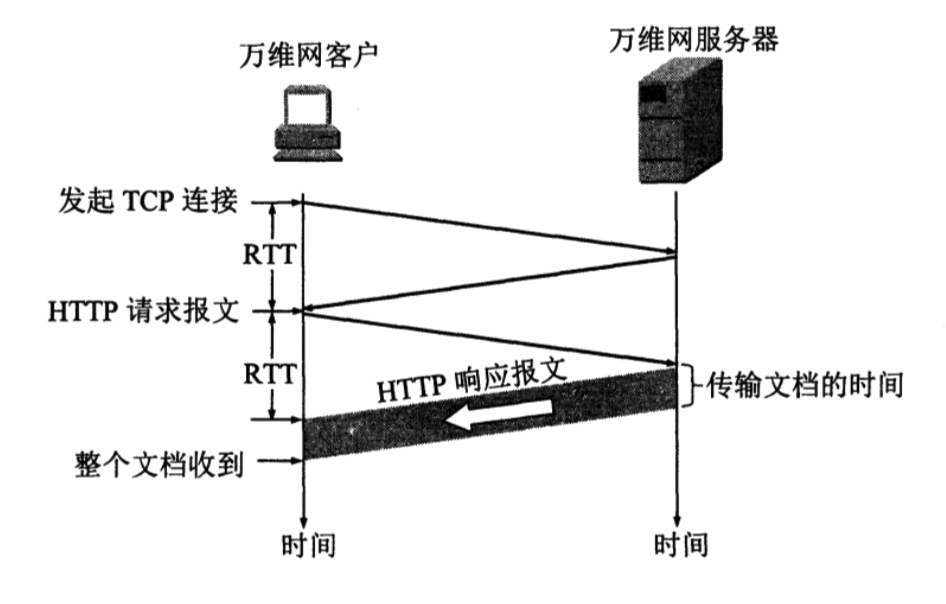 万维网客户
万维网服务器
发起 TCP 连接
RTT
HTTP 请求报文
RTT
HTTP 响应报文
传输文档的时间
整个文档收到
时间
时间